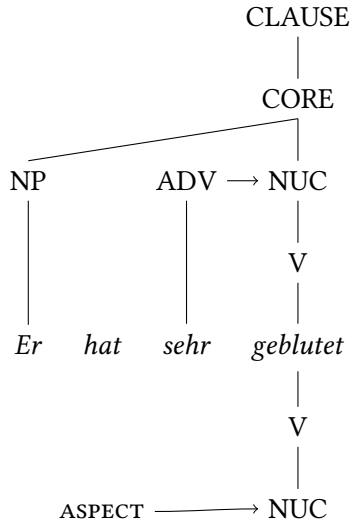 CLAUSE
CORE
NP ADV NUC
V
Er hat sehr geblutet
V
ASPECT NUC